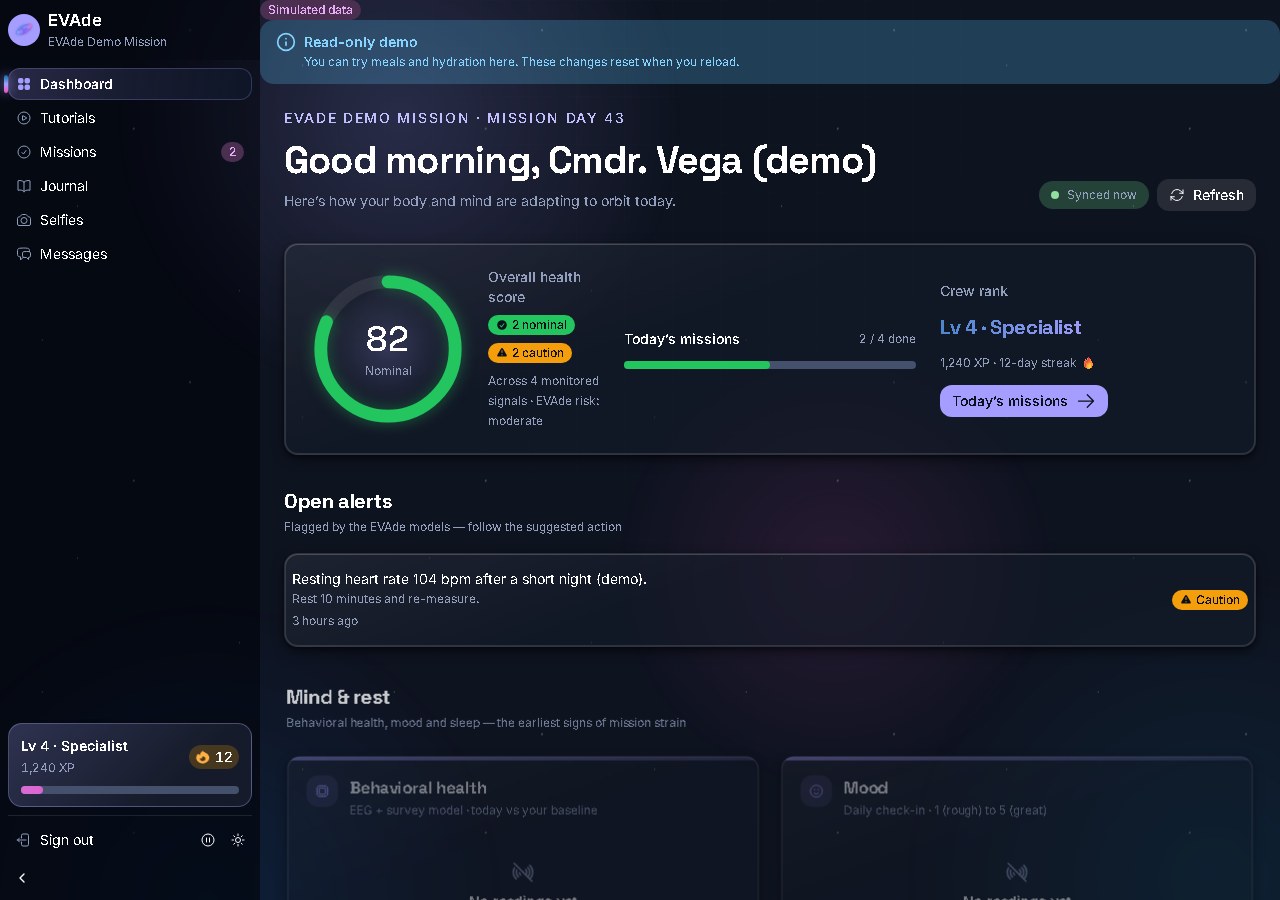 EVAde
EVAde Demo Mission
Dashboard
Tutorials
Missions
2
Journal
Selfies
Messages
Lv 4 · Specialist
1,240 XP
12
Sign out
Simulated data
Read-only demo
You can try meals and hydration here. These changes reset when you reload.
EVADE DEMO MISSION · MISSION DAY 43
Good morning, Cmdr. Vega (demo)
Here's how your body and mind are adapting to orbit today.
Synced now
Refresh
82
Nominal
Overall health
score
2 nominal
2 caution
Across 4 monitored
signals · EVAde risk:
moderate
Today's missions
2 / 4 done
Crew rank
Lv 4 · Specialist
1,240 XP · 12-day streak
Today's missions
Open alerts
Flagged by the EVAde models — follow the suggested action
Resting heart rate 104 bpm after a short night (demo).
Rest 10 minutes and re-measure.
3 hours ago
Caution
Mind & rest
Behavioral health, mood and sleep — the earliest signs of mission strain
Behavioral health
EEG + survey model · today vs your baseline
No readings yet
Mood
Daily check-in · 1 (rough) to 5 (great)
No readings yet